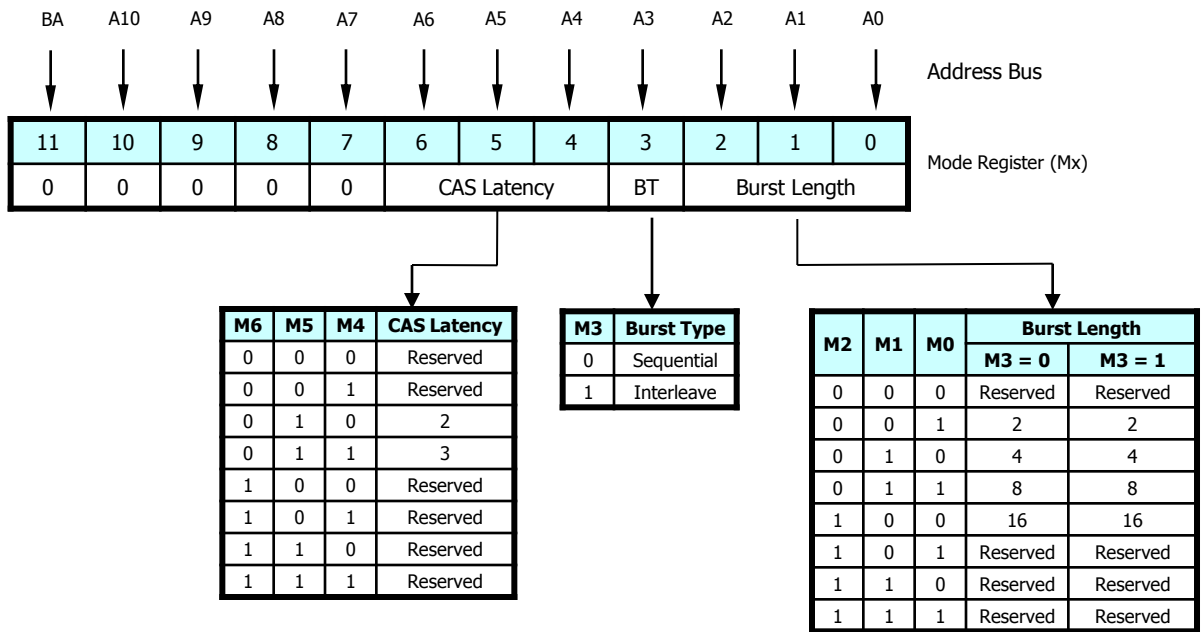 BA A10 A9 A8 A7 A6 A5 A4 A3 A2 A1 A0
Address Bus
11 10 9 8 7 6 5 4 3 2 1 0
Mode Register (Mx)
0 0 0 0 0 CAS Latency BT Burst Length
M6 M5 M4 CAS Latency
0 0 0 Reserved
0 0 1 Reserved
0 1 0 2
0 1 1 3
1 0 0 Reserved
1 0 1 Reserved
1 1 0 Reserved
1 1 1 Reserved
M3 Burst Type
0 Sequential
1 Interleave
M2 M1 M0 Burst Length
M3 = 0 M3 = 1
0 0 0 Reserved Reserved
0 0 1 2 2
0 1 0 4 4
0 1 1 8 8
1 0 0 16 16
1 0 1 Reserved Reserved
1 1 0 Reserved Reserved
1 1 1 Reserved Reserved